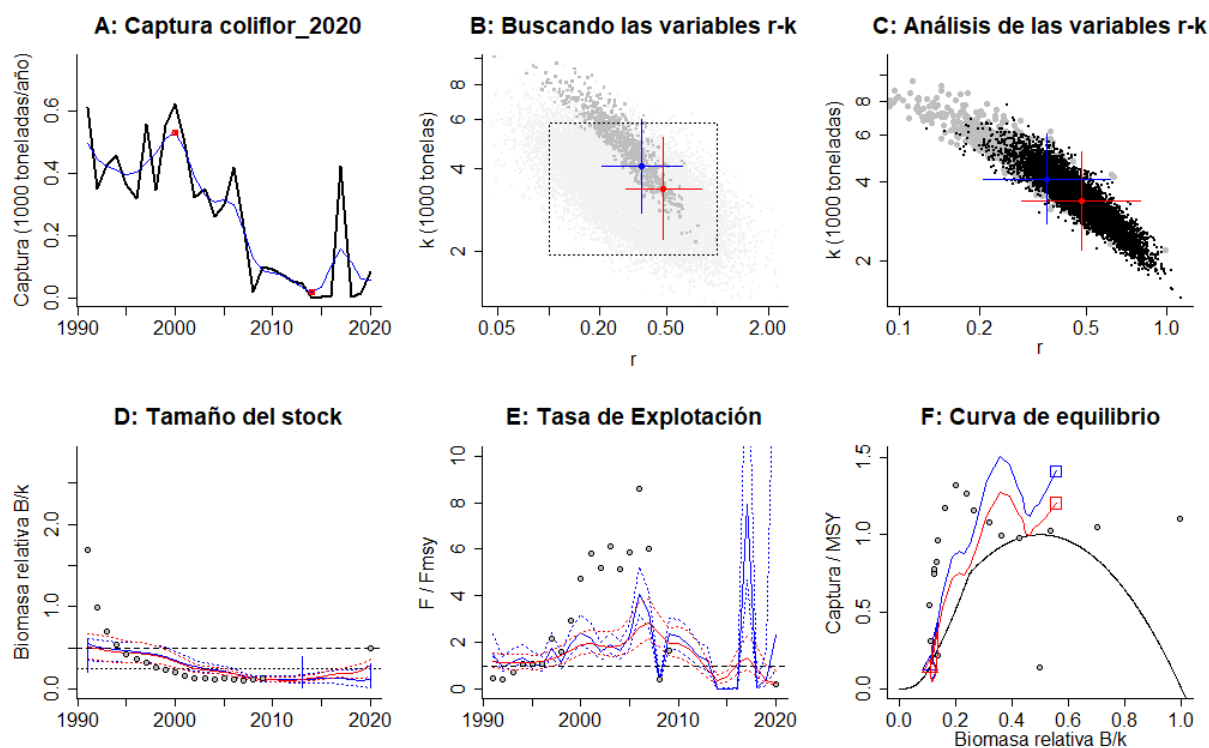 A: Captura coliflor_2020
B: Buscando las variables r-k
C: Análisis de las variables r-k
Captura (1000 toneladas/año)
0.0 0.2 0.4 0.6
1990 2000 2010 2020
k (1000 tonelas)
2 4 6 8
0.05 0.20 0.50 2.00
r
k (1000 toneladas)
2 4 6 8
0.1 0.2 0.5 1.0
r
D: Tamaño del stock
E: Tasa de Explotación
F: Curva de equilibrio
Biomasa relativa B/k
0.0 1.0 2.0
1990 2000 2010 2020
F / Fmsy
0 2 4 6 8 10
1990 2000 2010 2020
Captura / MSY
0.0 0.5 1.0 1.5
0.0 0.2 0.4 0.6 0.8 1.0
Biomasa relativa B/k